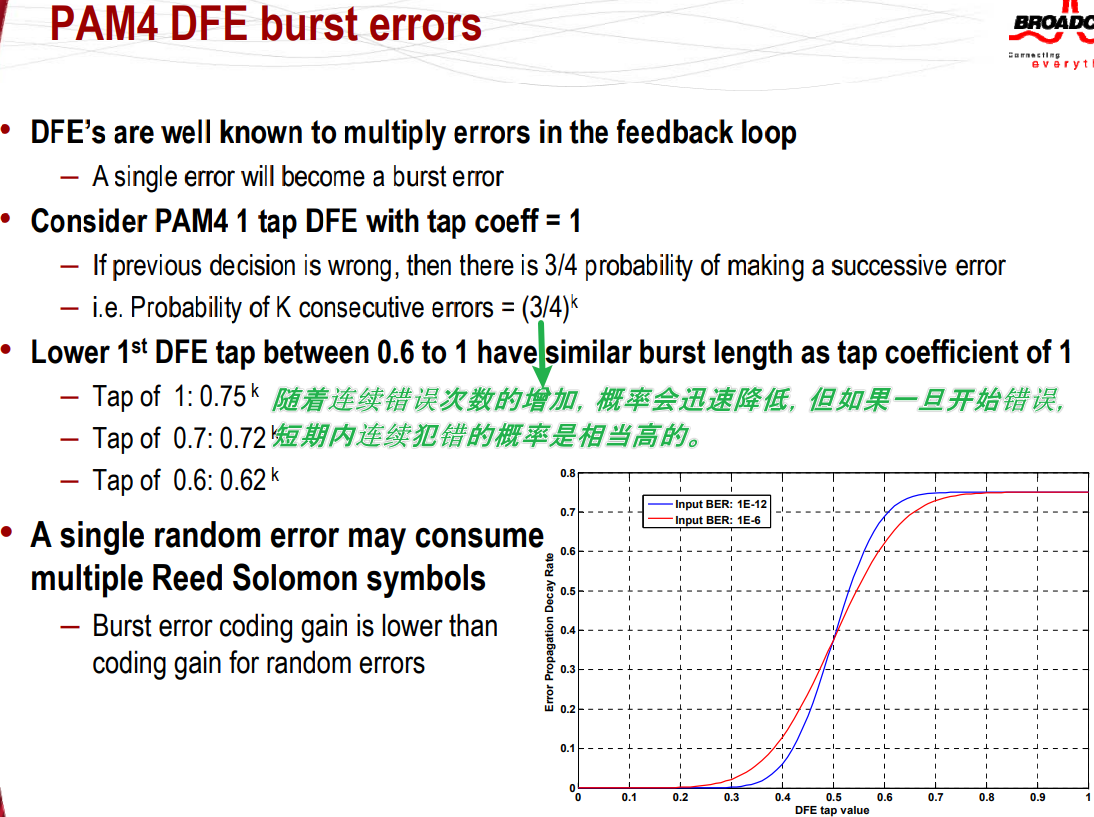 PAM4 DFE burst errors
BROADC
Connecting
everyth
• DFE’s are well known to multiply errors in the feedback loop
– A single error will become a burst error
• Consider PAM4 1 tap DFE with tap coeff = 1
– If previous decision is wrong, then there is 3/4 probability of making a successive error
– i.e. Probability of K consecutive errors = (3/4)^k
• Lower 1st DFE tap between 0.6 to 1 have similar burst length as tap coefficient of 1
– Tap of 1: 0.75 k
随着连续错误次数的增加，概率会迅速降低，但如果一旦开始错误，
– Tap of 0.7: 0.72 k
短期内连续犯错的概率是相当高的。
– Tap of 0.6: 0.62 k
• A single random error may consume
multiple Reed Solomon symbols
– Burst error coding gain is lower than
coding gain for random errors
Input BER: 1E-12
Input BER: 1E-6
Error Propagation Decay Rate
0.8
0.7
0.6
0.5
0.4
0.3
0.2
0.1
0
0 0.1 0.2 0.3 0.4 0.5 0.6 0.7 0.8 0.9 1
DFE tap value